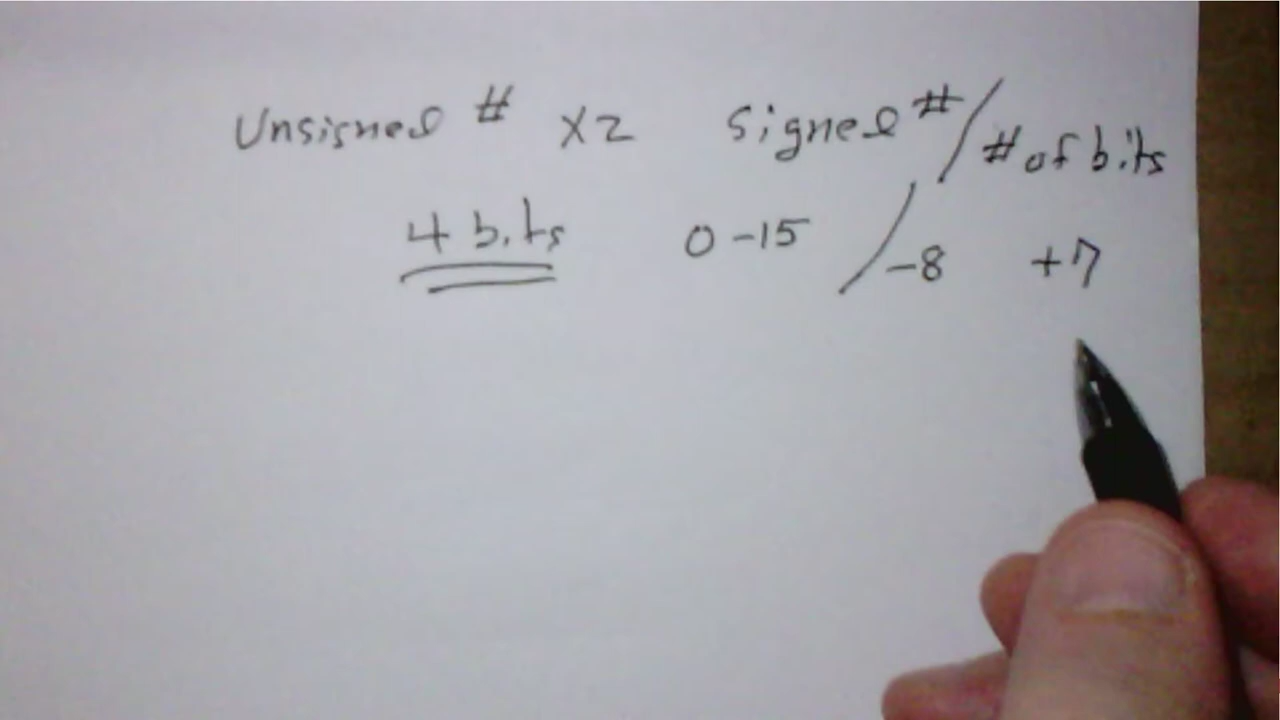 Unsigned # x2 Signed # / # of bits
4 bits 0-15 / -8 +7